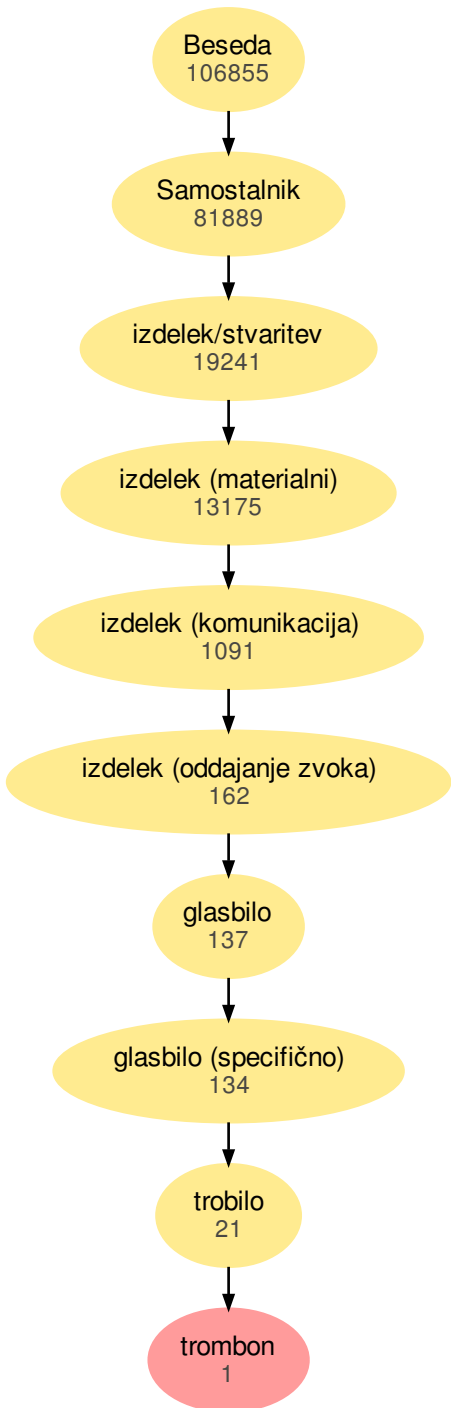 Beseda
106855
Samostalnik
81889
izdelek/stvaritev
19241
izdelek (materialni)
13175
izdelek (komunikacija)
1091
izdelek (oddajanje zvoka)
162
glasbilo
137
glasbilo (specifično)
134
trobilo
21
trombon
1